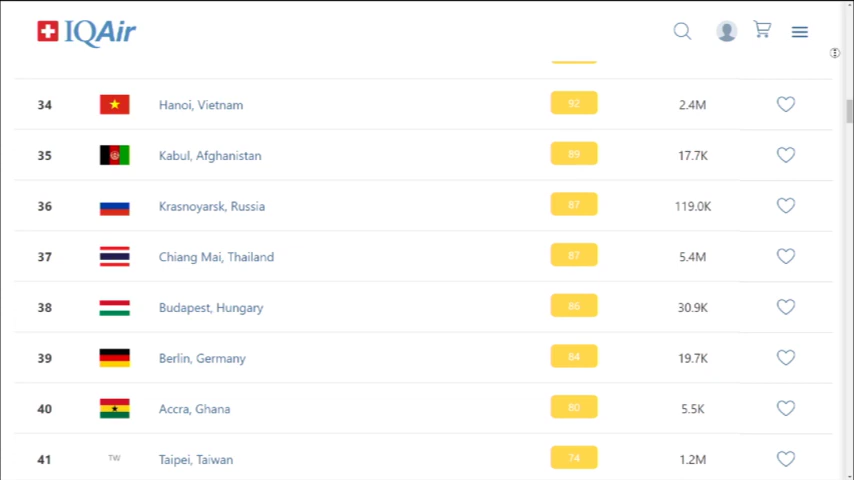 IQAir
34 Hanoi, Vietnam 92 2.4M
35 Kabul, Afghanistan 89 17.7K
36 Krasnoyarsk, Russia 87 119.0K
37 Chiang Mai, Thailand 87 5.4M
38 Budapest, Hungary 86 30.9K
39 Berlin, Germany 84 19.7K
40 Accra, Ghana 80 5.5K
41 TW Taipei, Taiwan 74 1.2M